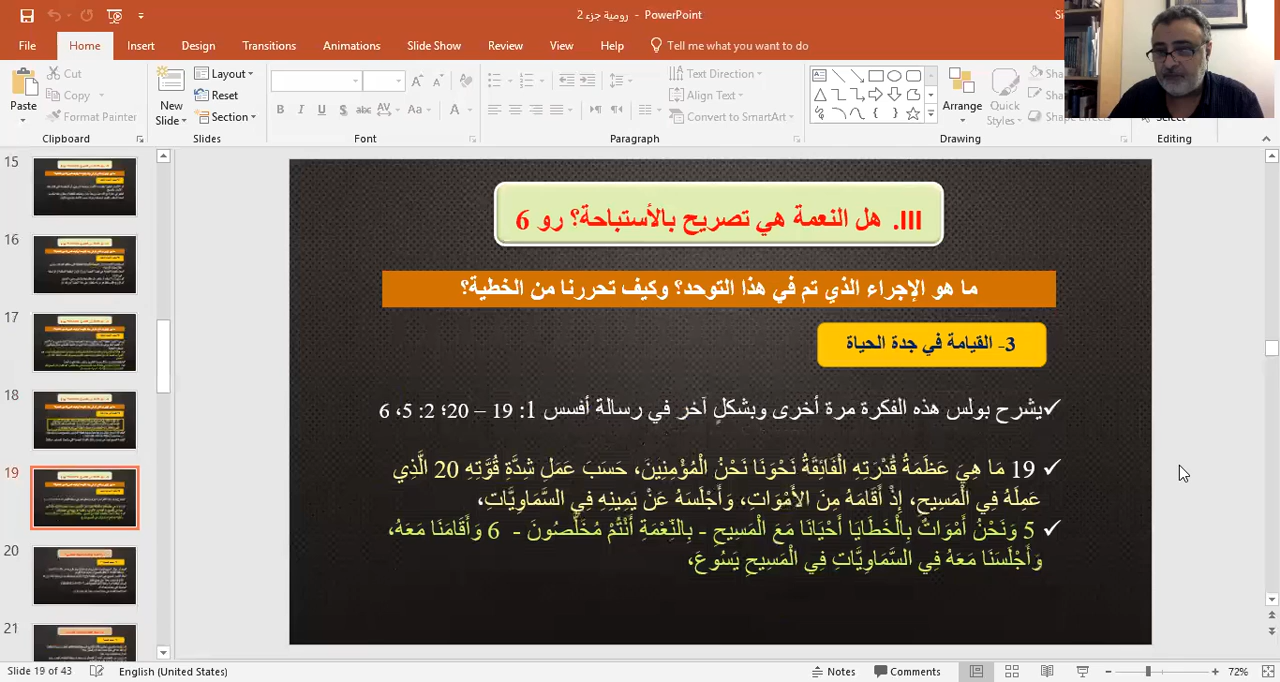 رومية جزء 2 - PowerPoint
Si
File Home Insert Design Transitions Animations Slide Show Review View Help Tell me what you want to do
Paste
Cut
Copy
Format Painter
New Slide
Layout
Reset
Section
Text Direction
Align Text
Convert to SmartArt
Arrange
Quick Styles
Sha
Sha
Shape Effects
Select
Clipboard Slides Font Paragraph Drawing Editing
15
16
17
18
19
20
21
III. هل النعمة هي تصريح بالأستباحة؟ رو 6
ما هو الإجراء الذي تم في هذا التوحد؟ وكيف تحررنا من الخطية؟
3- القيامة في جدة الحياة
✓ يشرح بولس هذه الفكرة مرة أخرى وبشكلٍ آخر في رسالة أفسس 1: 19 – 20؛ 2: 5، 6
✓ 19 مَا هِيَ عَظَمَةُ قُدْرَتِهِ الْفَائِقَةُ نَحْوَنَا نَحْنُ الْمُؤْمِنِينَ، حَسَبَ عَمَلِ شِدَّةِ قُوَّتِهِ 20 الَّذِي
عَمِلَهُ فِي الْمَسِيحِ، إِذْ أَقَامَهُ مِنَ الأَمْوَاتِ، وَأَجْلَسَهُ عَنْ يَمِينِهِ فِي السَّمَاوِيَّاتِ،
✓ 5 وَنَحْنُ أَمْوَاتٌ بِالْخَطَايَا أَحْيَانَا مَعَ الْمَسِيحِ - بِالنِّعْمَةِ أَنْتُمْ مُخَلَّصُونَ - 6 وَأَقَامَنَا مَعَهُ،
وَأَجْلَسَنَا مَعَهُ فِي السَّمَاوِيَّاتِ فِي الْمَسِيحِ يَسُوعَ،
Slide 19 of 43 English (United States) Notes Comments 72%